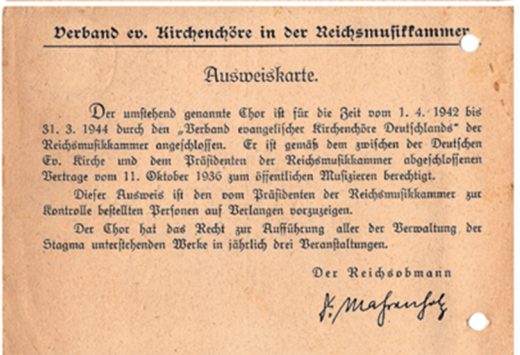 Verband ev. Kirchenchöre in der Reichsmusikkammer
Ausweiskarte.
Der umstehend genannte Chor ist für die Zeit vom 1. 4. 1942 bis
31. 3. 1944 durch den „Verband evangelischer Kirchenchöre Deutschlands“ der
Reichsmusikkammer angeschlossen. Er ist gemäß dem zwischen der Deutschen
Ev. Kirche und dem Präsidenten der Reichsmusikkammer abgeschlossenen
Vertrage vom 11. Oktober 1936 zum öffentlichen Musizieren berechtigt.
Dieser Ausweis ist den vom Präsidenten der Reichsmusikkammer zur
Kontrolle bestellten Personen auf Verlangen vorzuzeigen.
Der Chor hat das Recht zur Aufführung aller der Verwaltung der
Stagma unterstehenden Werke in jährlich drei Veranstaltungen.
Der Reichsobmann
Dr. Mahrenholz